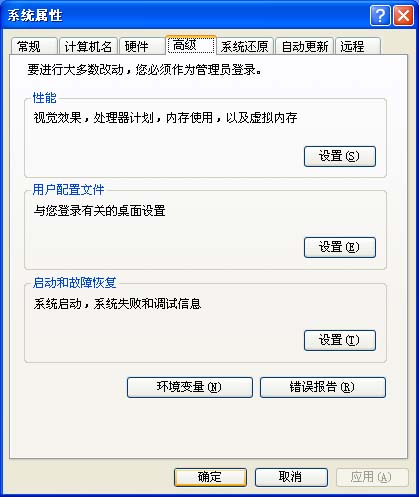 系统属性
常规 计算机名 硬件 高级 系统还原 自动更新 远程
要进行大多数改动，您必须作为管理员登录。
性能
视觉效果，处理器计划，内存使用，以及虚拟内存
设置(S)
用户配置文件
与您登录有关的桌面设置
设置(E)
启动和故障恢复
系统启动，系统失败和调试信息
设置(T)
环境变量(N) 错误报告(R)
确定 取消 应用(A)